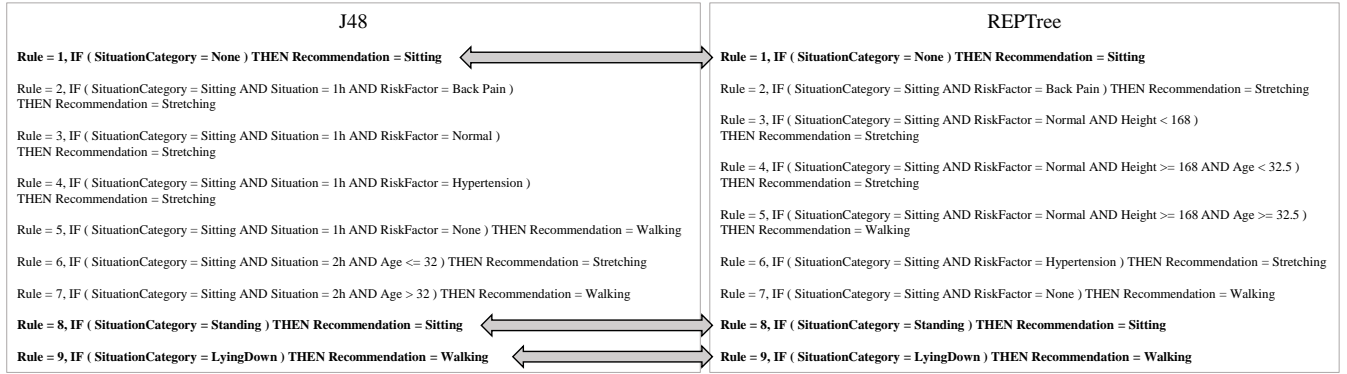 J48
Rule = 1, IF ( SituationCategory = None ) THEN Recommendation = Sitting
Rule = 2, IF ( SituationCategory = Sitting AND Situation = 1h AND RiskFactor = Back Pain )
THEN Recommendation = Stretching
Rule = 3, IF ( SituationCategory = Sitting AND Situation = 1h AND RiskFactor = Normal )
THEN Recommendation = Stretching
Rule = 4, IF ( SituationCategory = Sitting AND Situation = 1h AND RiskFactor = Hypertension )
THEN Recommendation = Stretching
Rule = 5, IF ( SituationCategory = Sitting AND Situation = 1h AND RiskFactor = None ) THEN Recommendation = Walking
Rule = 6, IF ( SituationCategory = Sitting AND Situation = 2h AND Age <= 32 ) THEN Recommendation = Stretching
Rule = 7, IF ( SituationCategory = Sitting AND Situation = 2h AND Age > 32 ) THEN Recommendation = Walking
Rule = 8, IF ( SituationCategory = Standing ) THEN Recommendation = Sitting
Rule = 9, IF ( SituationCategory = LyingDown ) THEN Recommendation = Walking
REPTree
Rule = 1, IF ( SituationCategory = None ) THEN Recommendation = Sitting
Rule = 2, IF ( SituationCategory = Sitting AND RiskFactor = Back Pain ) THEN Recommendation = Stretching
Rule = 3, IF ( SituationCategory = Sitting AND RiskFactor = Normal AND Height < 168 )
THEN Recommendation = Stretching
Rule = 4, IF ( SituationCategory = Sitting AND RiskFactor = Normal AND Height >= 168 AND Age < 32.5 )
THEN Recommendation = Stretching
Rule = 5, IF ( SituationCategory = Sitting AND RiskFactor = Normal AND Height >= 168 AND Age >= 32.5 )
THEN Recommendation = Walking
Rule = 6, IF ( SituationCategory = Sitting AND RiskFactor = Hypertension ) THEN Recommendation = Stretching
Rule = 7, IF ( SituationCategory = Sitting AND RiskFactor = None ) THEN Recommendation = Walking
Rule = 8, IF ( SituationCategory = Standing ) THEN Recommendation = Sitting
Rule = 9, IF ( SituationCategory = LyingDown ) THEN Recommendation = Walking